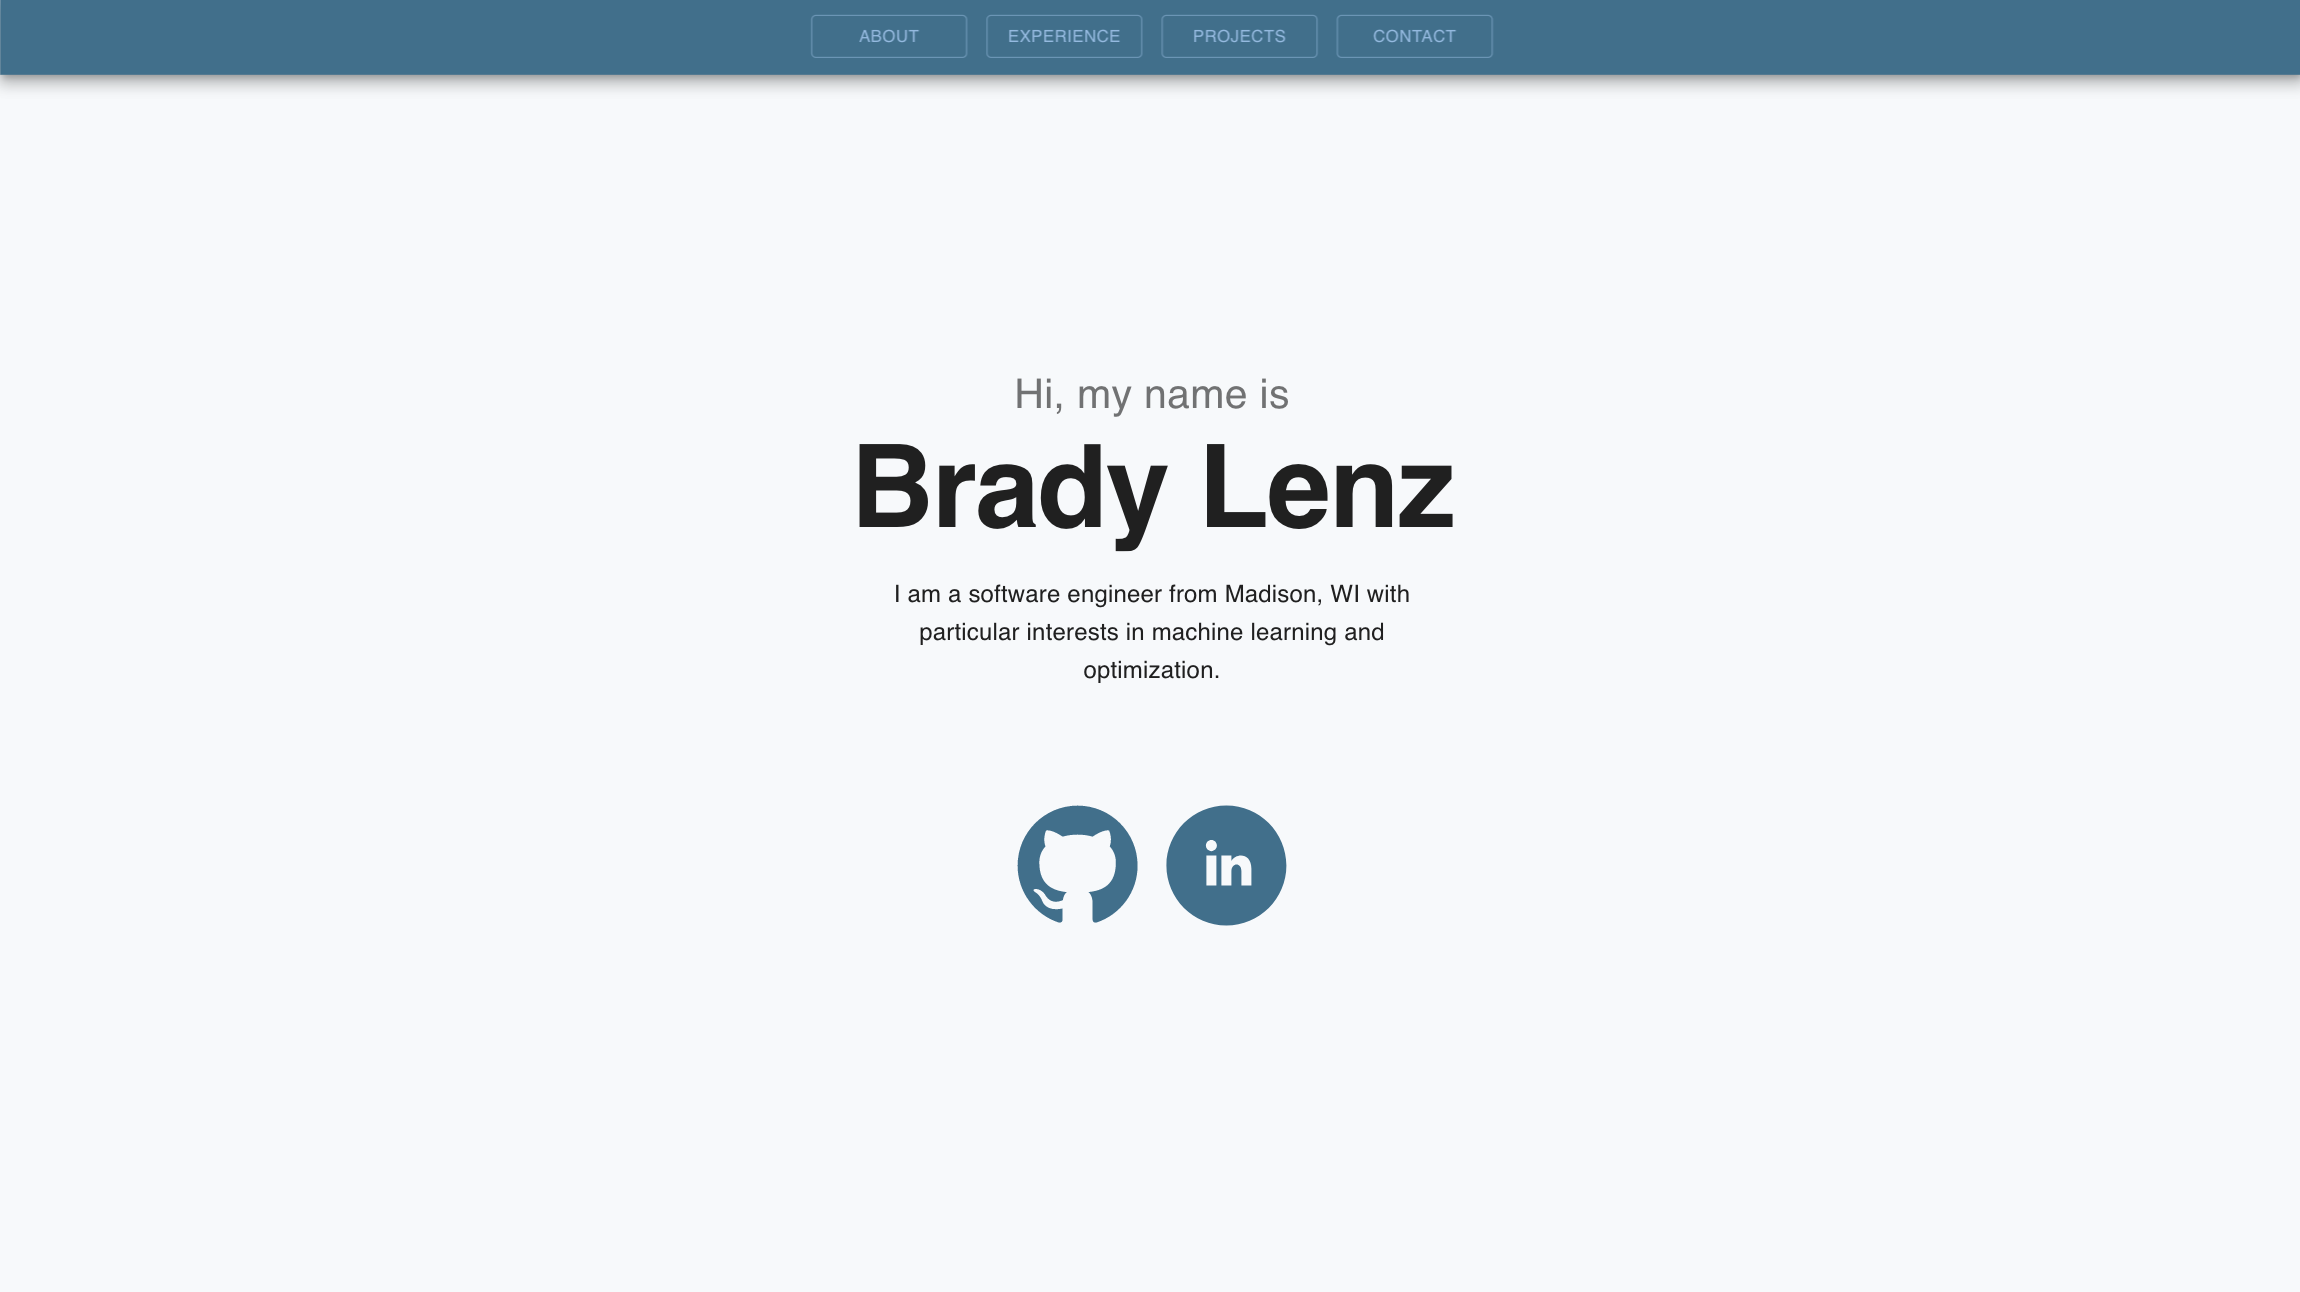 ABOUT EXPERIENCE PROJECTS CONTACT
Hi, my name is
Brady Lenz
I am a software engineer from Madison, WI with
particular interests in machine learning and
optimization.
in